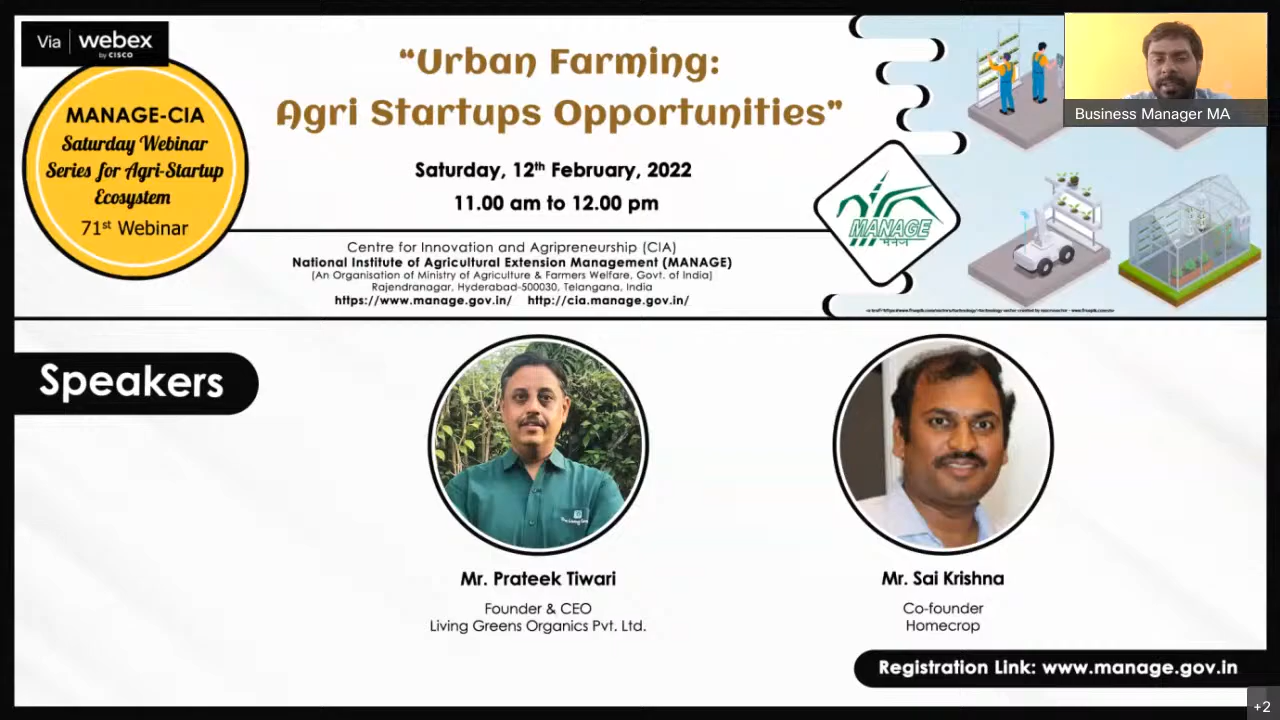 Via webex
by CISCO
MANAGE-CIA
Saturday Webinar
Series for Agri-Startup
Ecosystem
71st Webinar
“Urban Farming:
Agri Startups Opportunities”
Saturday, 12th February, 2022
11.00 am to 12.00 pm
Centre for Innovation and Agripreneurship (CIA)
National Institute of Agricultural Extension Management (MANAGE)
(An Organisation of Ministry of Agriculture & Farmers Welfare, Govt. of India)
Rajendranagar, Hyderabad-500030, Telangana, India
https://www.manage.gov.in/ http://cia.manage.gov.in/
MANAGE
मैनेज
Business Manager MA
Speakers
Mr. Prateek Tiwari
Founder & CEO
Living Greens Organics Pvt. Ltd.
Mr. Sai Krishna
Co-founder
Homecrop
Registration Link: www.manage.gov.in
+2